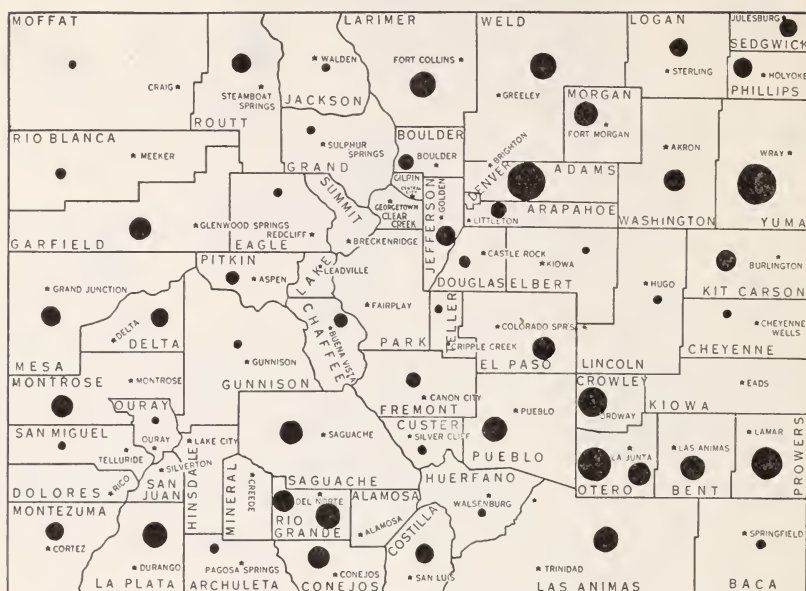 MOFFAT
CRAIG
ROUTT
STEAMBOAT
SPRINGS
WALDEN
JACKSON
LARIMER
FORT COLLINS
WELD
GREELEY
LOGAN
STERLING
JULESBURG
SEDGWICK
HOLYOKE
PHILLIPS
MORGAN
FORT MORGAN
RIO BLANCA
MEEKER
SULPHUR
SPRINGS
GRAND
BOULDER
BOULDER
GILPIN
CENTRAL
CITY
GEORGETOWN
CLEAR
CREEK
JEFFERSON
GOLDEN
DENVER
BRIGHTON
ADAMS
LITTLETON
ARAPAHOE
AKRON
WASHINGTON
WRAY
YUMA
GARFIELD
GLENWOOD SPRINGS
REDCLIFF
EAGLE
SUMMIT
BRECKENRIDGE
CASTLE ROCK
DOUGLAS
KIOWA
ELBERT
HUGO
LINCOLN
BURLINGTON
KIT CARSON
CHEYENNE
WELLS
CHEYENNE
PITKIN
ASPEN
LAKE
LEADVILLE
CHAFFEE
BUENA VISTA
FAIRPLAY
PARK
TELLER
CRIPPLE CREEK
COLORADO SPR'S
EL PASO
GRAND JUNCTION
MESA
DELTA
DELTA
GUNNISON
GUNNISON
MONTROSE
MONTROSE
OURAY
OURAY
SAN MIGUEL
TELLURIDE
SILVERTON
SAN
JUAN
DOLORES
RICO
LAKE CITY
HINSDALE
MINERAL
CREEDE
SAGUACHE
SAGUACHE
CANON CITY
FREMONT
CUSTER
SILVER CLIFF
PUEBLO
PUEBLO
CROWLEY
ORDWAY
EADS
KIOWA
LA JUNTA
OTERO
LAS ANIMAS
BENT
LAMAR
PROWERS
MONTEZUMA
CORTEZ
DURANGO
LA PLATA
PAGOSA SPRINGS
ARCHULETA
DEL NORTE
RIO
GRANDE
ALAMOSA
ALAMOSA
CONEJOS
CONEJOS
COSTILLA
SAN LUIS
HUERFANO
WALSENBURG
TRINIDAD
LAS ANIMAS
SPRINGFIELD
BACA